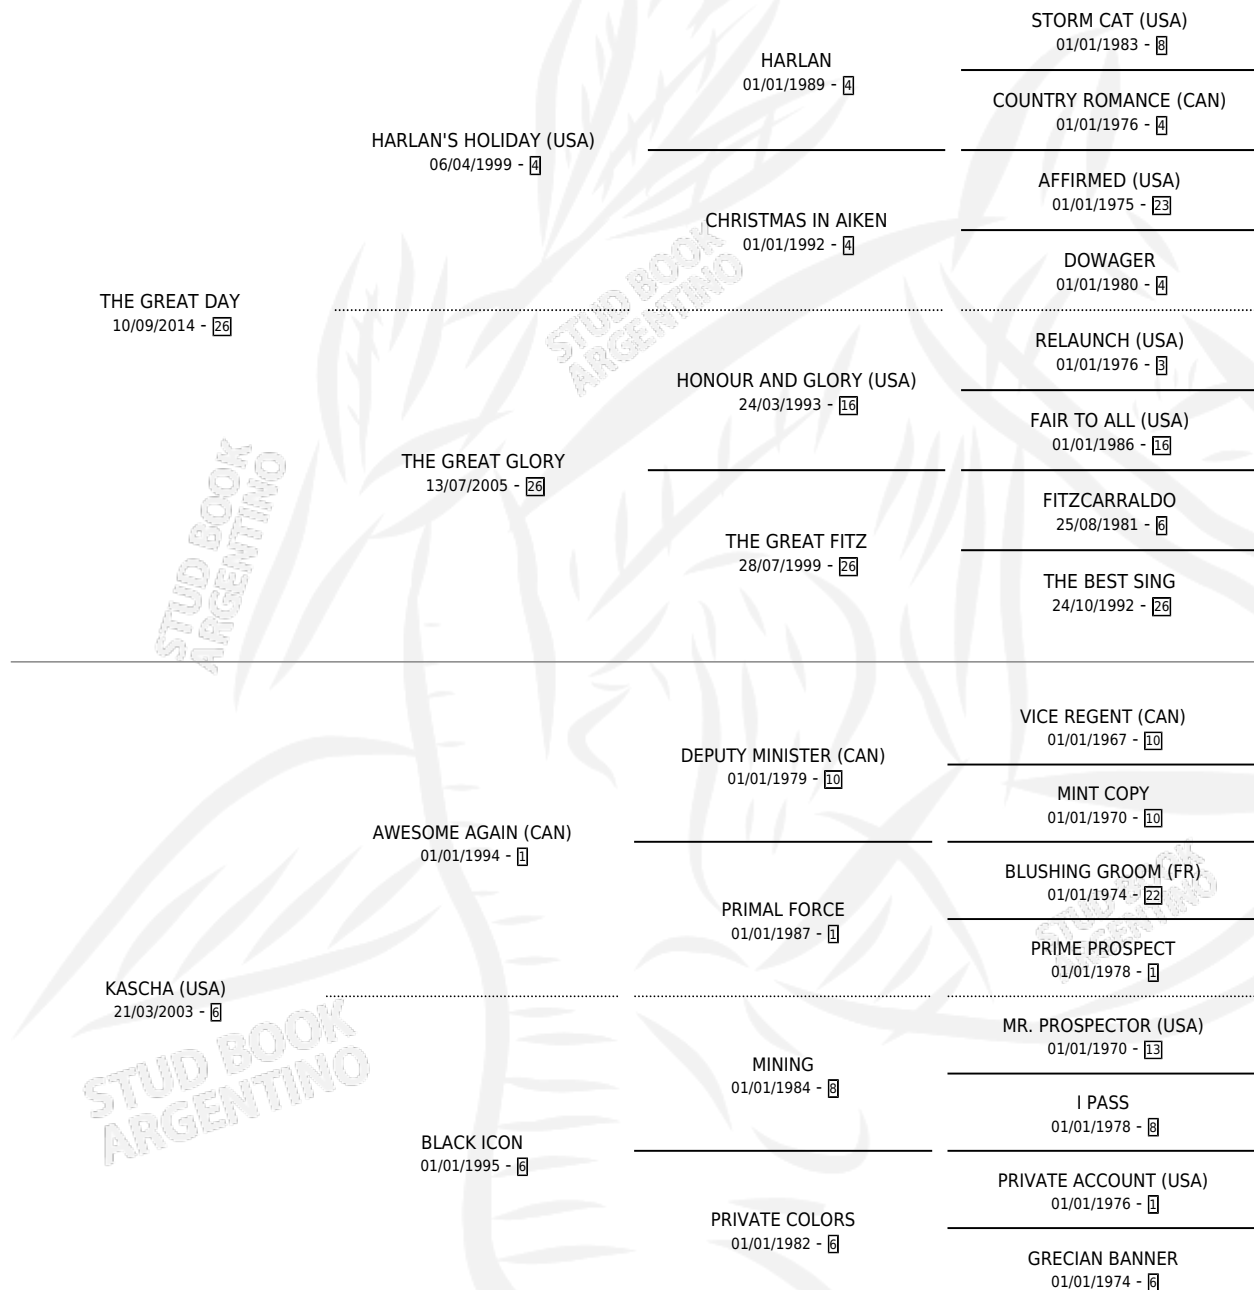 STORM CAT (USA)
01/01/1983 - 8
HARLAN
01/01/1989 - 4
COUNTRY ROMANCE (CAN)
01/01/1976 - 4
HARLAN'S HOLIDAY (USA)
06/04/1999 - 4
AFFIRMED (USA)
01/01/1975 - 23
CHRISTMAS IN AIKEN
01/01/1992 - 4
DOWAGER
01/01/1980 - 4
THE GREAT DAY
10/09/2014 - 26
RELAUNCH (USA)
01/01/1976 - 3
HONOUR AND GLORY (USA)
24/03/1993 - 16
FAIR TO ALL (USA)
01/01/1986 - 16
THE GREAT GLORY
13/07/2005 - 26
FITZCARRALDO
25/08/1981 - 6
THE GREAT FITZ
28/07/1999 - 26
THE BEST SING
24/10/1992 - 26
VICE REGENT (CAN)
01/01/1967 - 10
DEPUTY MINISTER (CAN)
01/01/1979 - 10
MINT COPY
01/01/1970 - 10
AWESOME AGAIN (CAN)
01/01/1994 - 1
BLUSHING GROOM (FR)
01/01/1974 - 22
PRIMAL FORCE
01/01/1987 - 1
PRIME PROSPECT
01/01/1978 - 1
KASCHA (USA)
21/03/2003 - 6
MR. PROSPECTOR (USA)
01/01/1970 - 13
MINING
01/01/1984 - 8
I PASS
01/01/1978 - 8
BLACK ICON
01/01/1995 - 6
PRIVATE ACCOUNT (USA)
01/01/1976 - 1
PRIVATE COLORS
01/01/1982 - 6
GRECIAN BANNER
01/01/1974 - 6
STUD BOOK
ARGENTINO
STUD BOOK
ARGENTINO
STUD BOOK
ARGENTINO
STUD BOOK
ARGENTINO